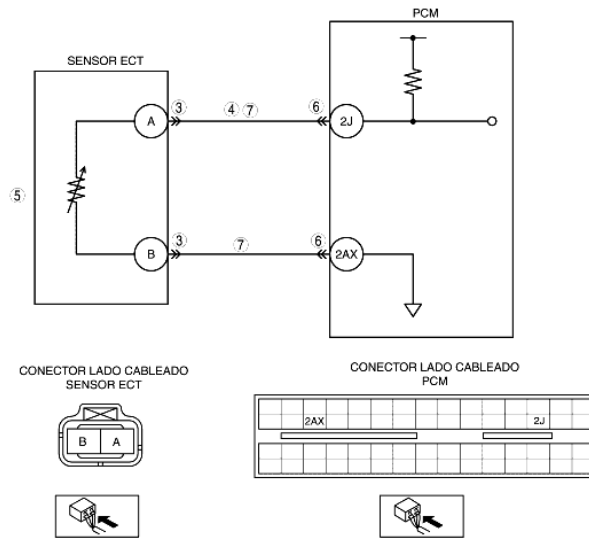 PCM
SENSOR ECT
A 3 4 7 6 2J
5
B 3 7 6 2AX
CONECTOR LADO CABLEADO
SENSOR ECT
B A
CONECTOR LADO CABLEADO
PCM
2AX 2J